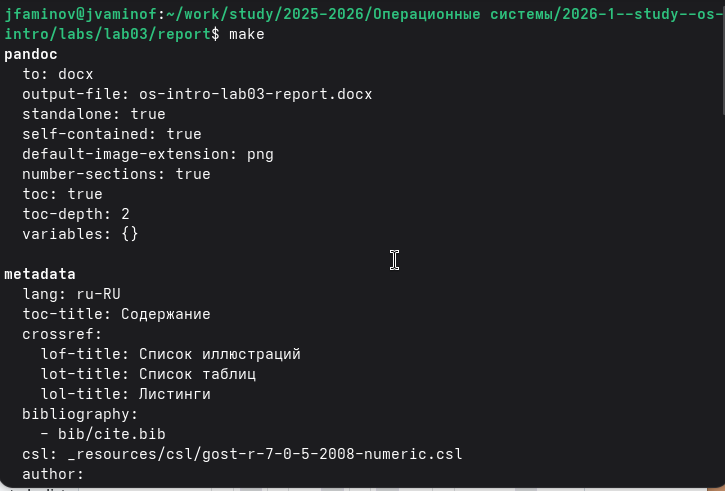 jfaminov@jvaminof:~/work/study/2025-2026/Операционные системы/2026-1--study--os-
intro/labs/lab03/report$ make
pandoc
  to: docx
  output-file: os-intro-lab03-report.docx
  standalone: true
  self-contained: true
  default-image-extension: png
  number-sections: true
  toc: true
  toc-depth: 2
  variables: {}

metadata
  lang: ru-RU
  toc-title: Содержание
  crossref:
    lof-title: Список иллюстраций
    lot-title: Список таблиц
    lol-title: Листинги
  bibliography:
    - bib/cite.bib
  csl: _resources/csl/gost-r-7-0-5-2008-numeric.csl
  author: